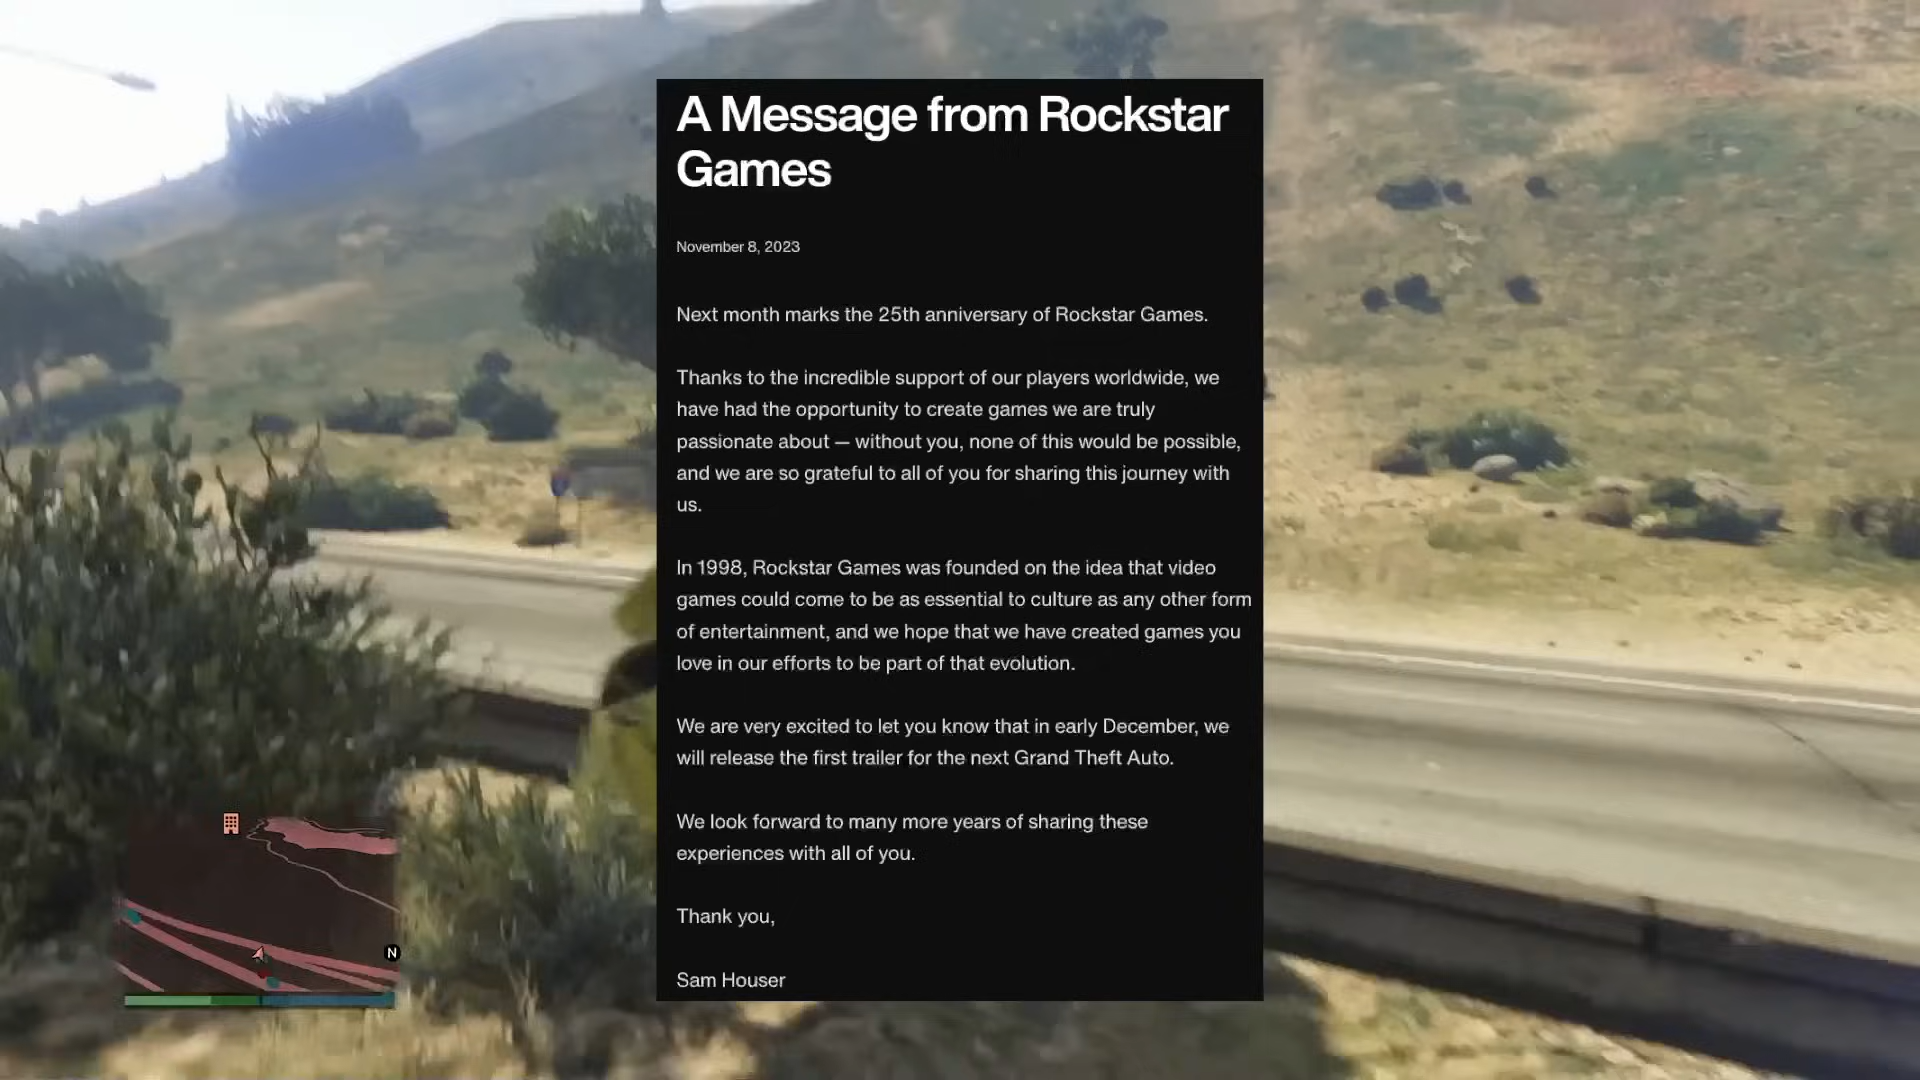 A Message from Rockstar
Games
November 8, 2023
Next month marks the 25th anniversary of Rockstar Games.
Thanks to the incredible support of our players worldwide, we
have had the opportunity to create games we are truly
passionate about — without you, none of this would be possible,
and we are so grateful to all of you for sharing this journey with
us.
In 1998, Rockstar Games was founded on the idea that video
games could come to be as essential to culture as any other form
of entertainment, and we hope that we have created games you
love in our efforts to be part of that evolution.
We are very excited to let you know that in early December, we
will release the first trailer for the next Grand Theft Auto.
We look forward to many more years of sharing these
experiences with all of you.
Thank you,
Sam Houser
N